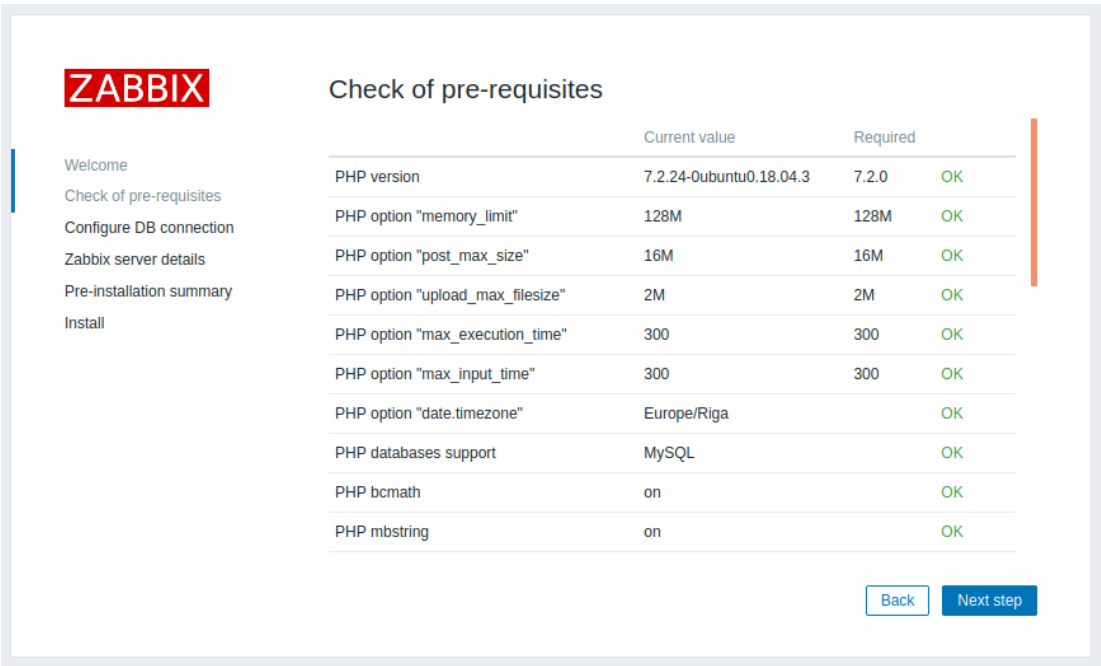 ZABBIX
Welcome
Check of pre-requisites
Configure DB connection
Zabbix server details
Pre-installation summary
Install
Check of pre-requisites
Current value Required
PHP version 7.2.24-0ubuntu0.18.04.3 7.2.0 OK
PHP option "memory_limit" 128M 128M OK
PHP option "post_max_size" 16M 16M OK
PHP option "upload_max_filesize" 2M 2M OK
PHP option "max_execution_time" 300 300 OK
PHP option "max_input_time" 300 300 OK
PHP option "date.timezone" Europe/Riga OK
PHP databases support MySQL OK
PHP bcmath on OK
PHP mbstring on OK
Back Next step